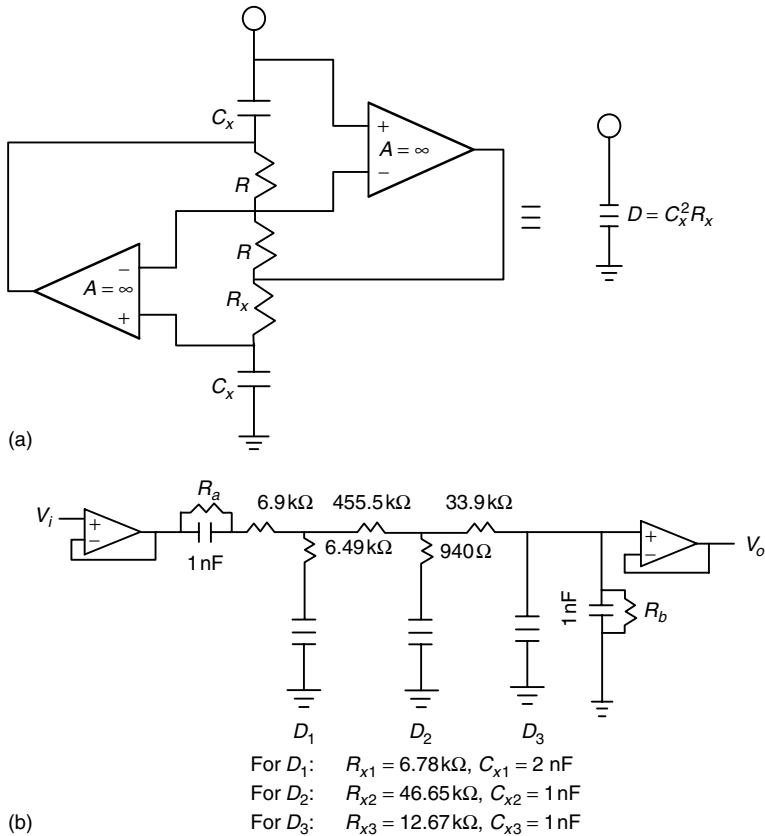 C_x
+
A = ∞
−
R
≡
D = C_x^2 R_x
R
−
A = ∞
+
R_x
C_x
(a)
R_a
6.9 kΩ
455.5 kΩ
33.9 kΩ
V_i
+
−
1 nF
6.49 kΩ
940 Ω
+
−
V_o
1 nF
R_b
D_1
D_2
D_3
For D_1: R_x1 = 6.78 kΩ, C_x1 = 2 nF
For D_2: R_x2 = 46.65 kΩ, C_x2 = 1 nF
For D_3: R_x3 = 12.67 kΩ, C_x3 = 1 nF
(b)